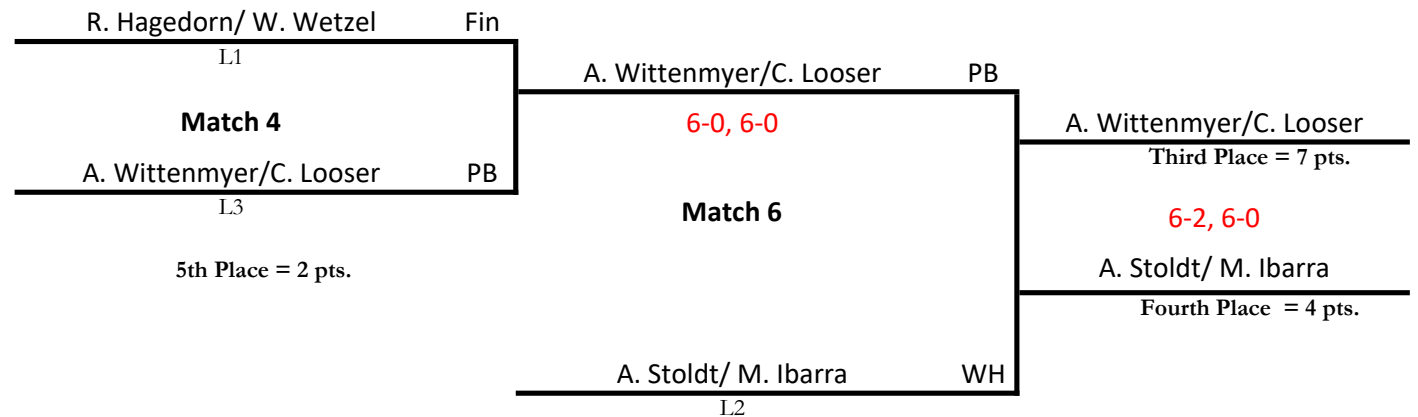 R. Hagedorn/ W. Wetzel Fin
L1
Match 4
A. Wittenmyer/C. Looser PB
L3
5th Place = 2 pts.
A. Wittenmyer/C. Looser PB
6-0, 6-0
Match 6
A. Stoldt/ M. Ibarra WH
L2
A. Wittenmyer/C. Looser
Third Place = 7 pts.
6-2, 6-0
A. Stoldt/ M. Ibarra
Fourth Place = 4 pts.